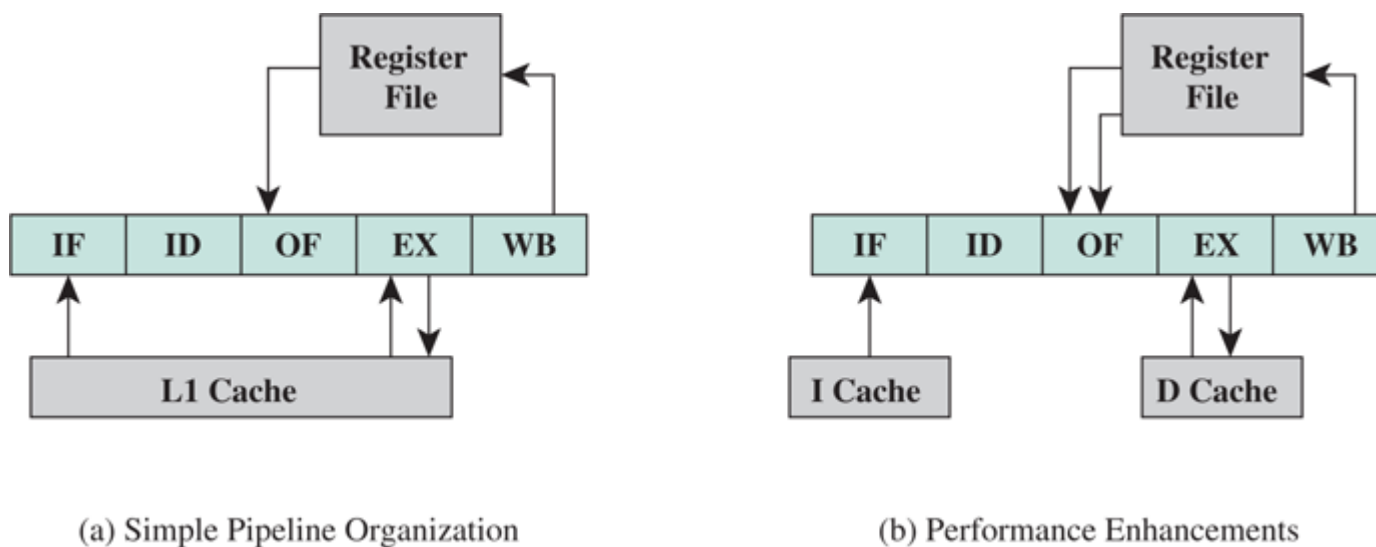 Register
File
IF ID OF EX WB
L1 Cache
(a) Simple Pipeline Organization
Register
File
IF ID OF EX WB
I Cache
D Cache
(b) Performance Enhancements